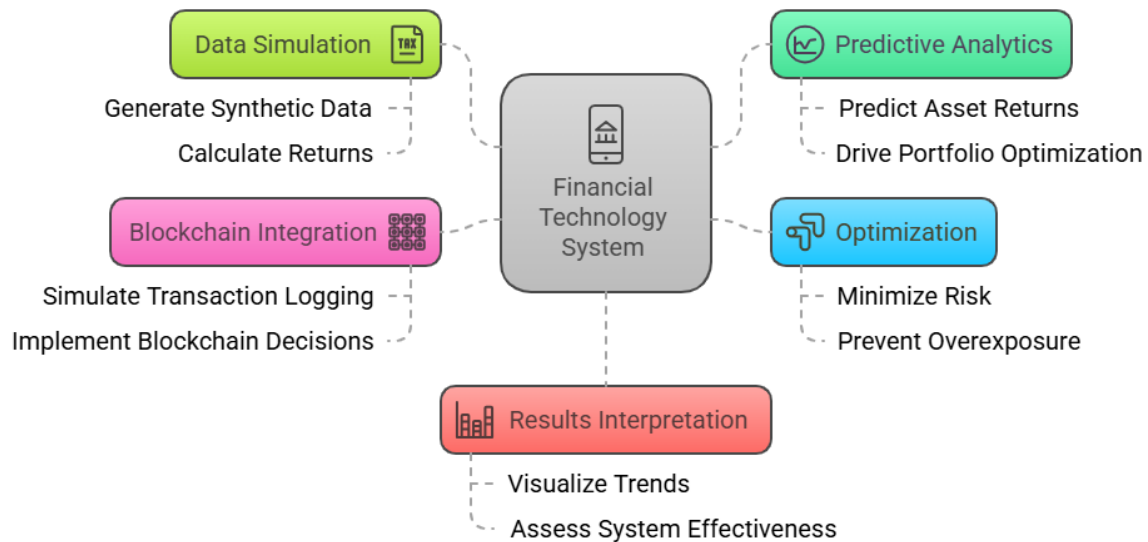 Data Simulation
TAX
Generate Synthetic Data
Calculate Returns
Blockchain Integration
Simulate Transaction Logging
Implement Blockchain Decisions
Financial
Technology
System
Predictive Analytics
Predict Asset Returns
Drive Portfolio Optimization
Optimization
Minimize Risk
Prevent Overexposure
Results Interpretation
Visualize Trends
Assess System Effectiveness